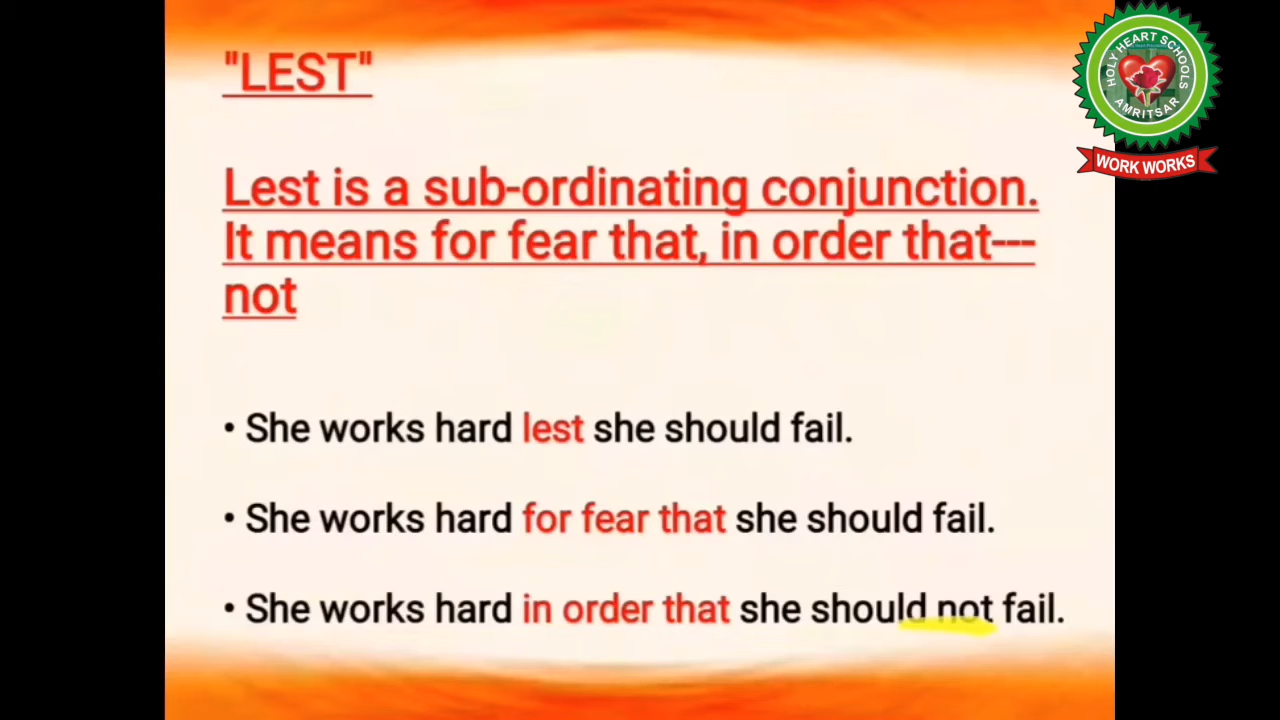 "LEST"
HOLY HEART SCHOOLS
AMRITSAR
WORK WORKS
Lest is a sub-ordinating conjunction.
It means for fear that, in order that---
not
• She works hard lest she should fail.
• She works hard for fear that she should fail.
• She works hard in order that she should not fail.